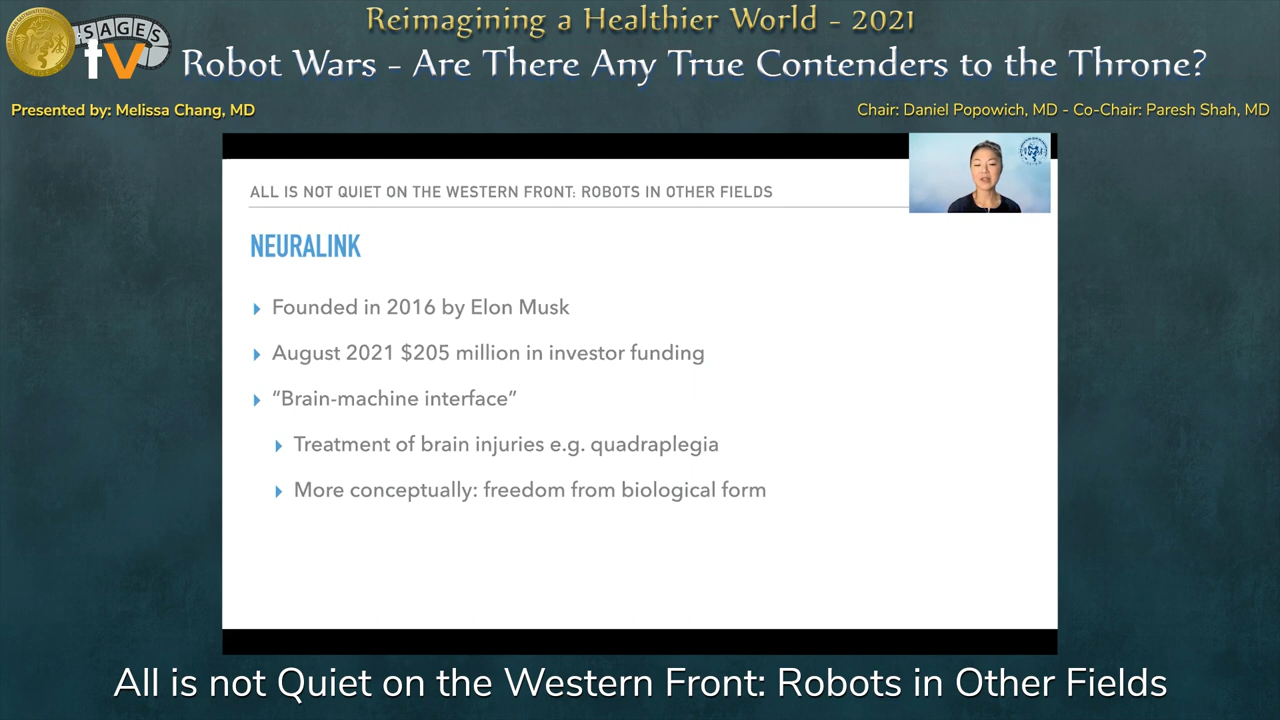 SAGES
tv
Reimagining a Healthier World - 2021
Robot Wars - Are There Any True Contenders to the Throne?
Presented by: Melissa Chang, MD
Chair: Daniel Popowich, MD - Co-Chair: Paresh Shah, MD
ALL IS NOT QUIET ON THE WESTERN FRONT: ROBOTS IN OTHER FIELDS
NEURALINK
Founded in 2016 by Elon Musk
August 2021 $205 million in investor funding
“Brain-machine interface”
Treatment of brain injuries e.g. quadraplegia
More conceptually: freedom from biological form
All is not Quiet on the Western Front: Robots in Other Fields